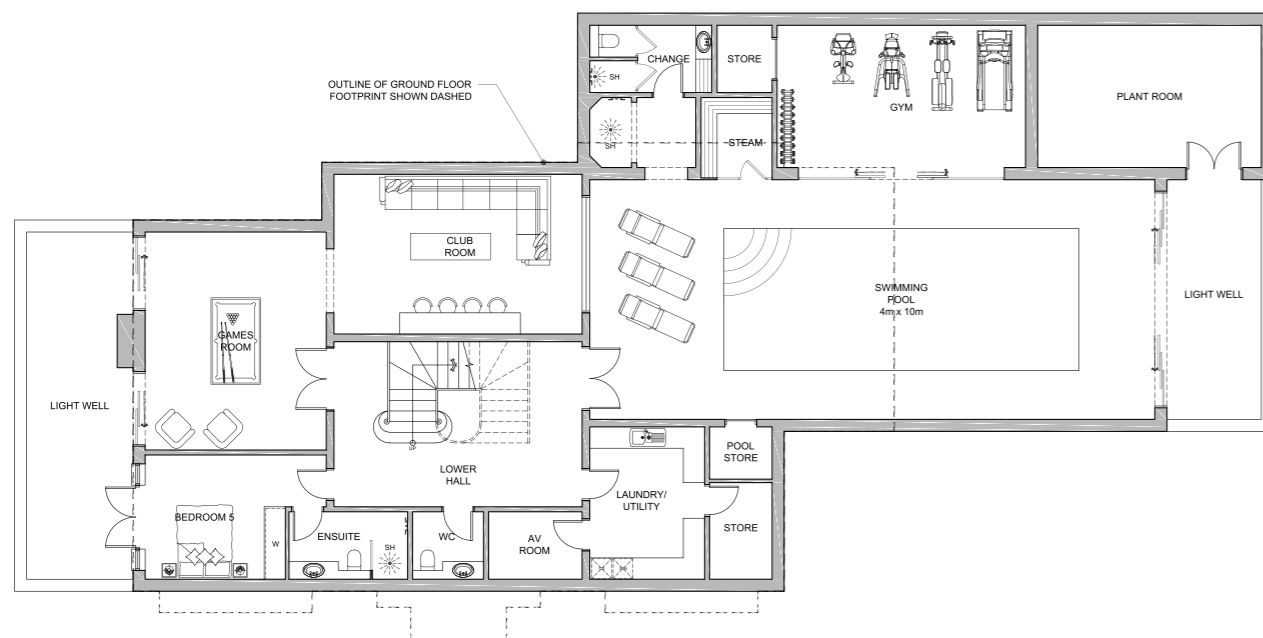 OUTLINE OF GROUND FLOOR
FOOTPRINT SHOWN DASHED
CHANGE
SH
STORE
GYM
PLANT ROOM
SH
STEAM
CLUB
ROOM
SWIMMING
POOL
4m x 10m
LIGHT WELL
GAMES
ROOM
LIGHT WELL
UP
LOWER
HALL
POOL
STORE
LAUNDRY/
UTILITY
STORE
BEDROOM 5
W
ENSUITE
SH
WC
AV
ROOM